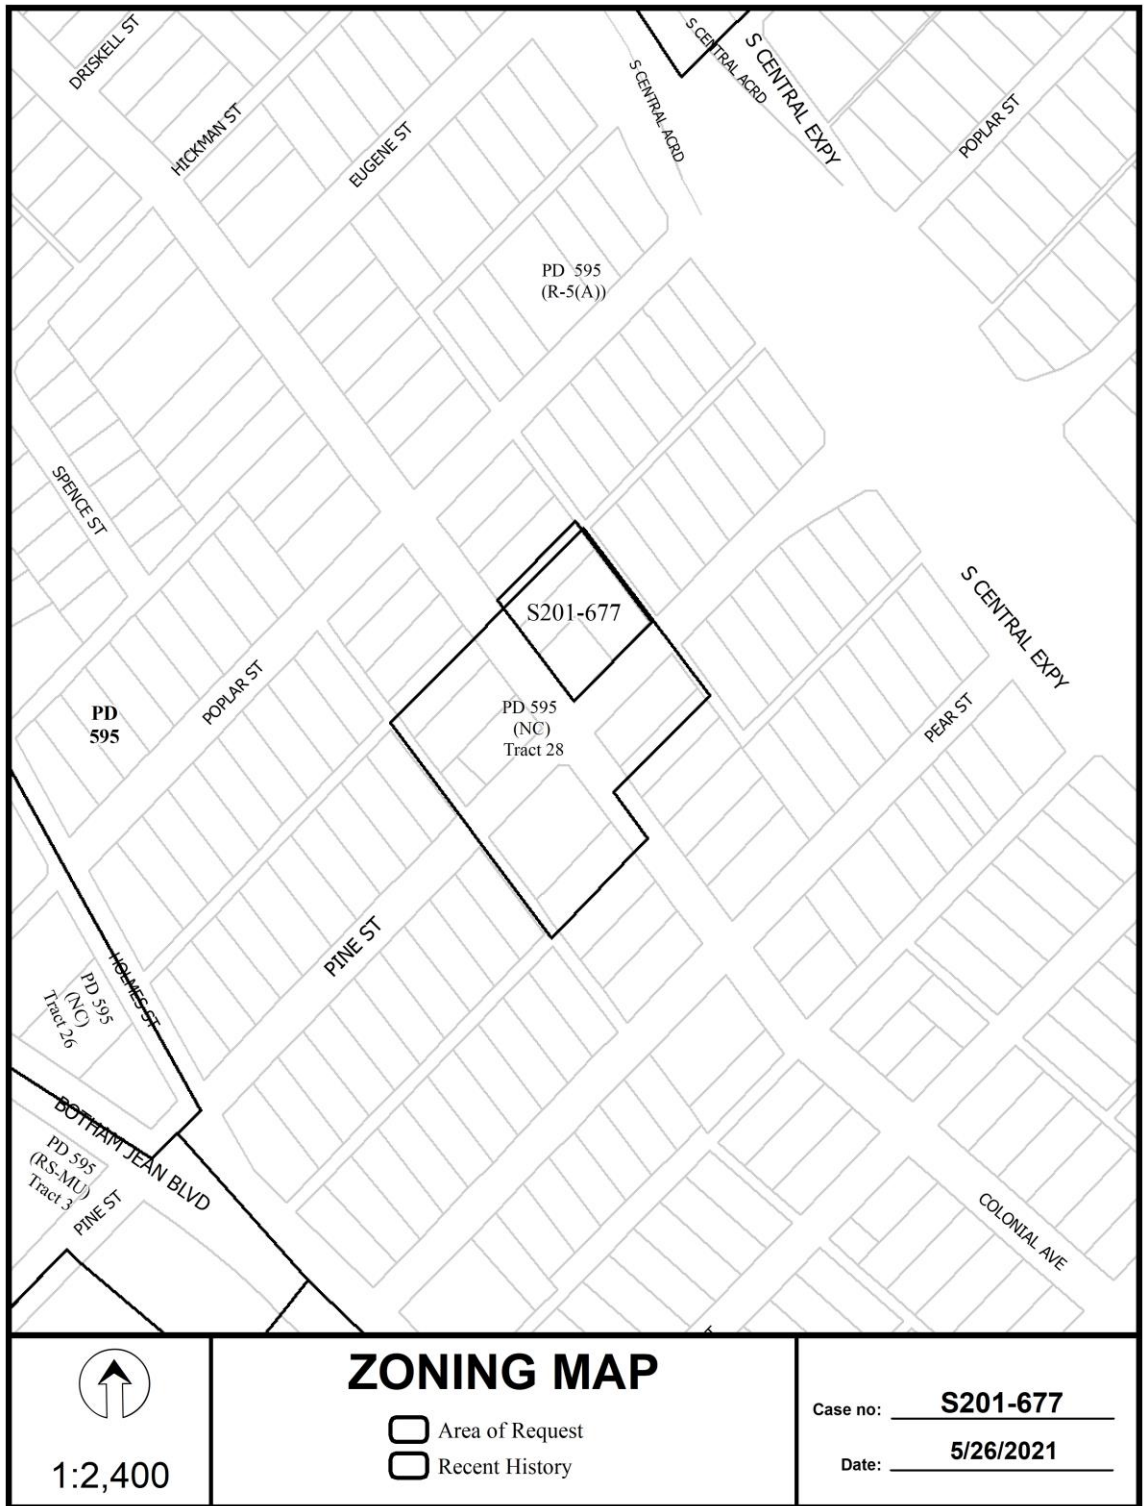 DRISKELL ST
HICKMAN ST
EUGENE ST
S CENTRAL ACRD
S CENTRAL ACRD
S CENTRAL EXPY
POPLAR ST
PD 595
(R-5(A))
SPENCE ST
S201-677
S CENTRAL EXPY
POPLAR ST
PD
595
PD 595
(NC)
Tract 28
PEAR ST
PINE ST
HOLMES ST
PD 595
(NC)
Tract 26
BOTHAM JEAN BLVD
PD 595
(RS-MU)
Tract 3
PINE ST
COLONIAL AVE
1:2,400
ZONING MAP
Area of Request
Recent History
Case no: S201-677
Date: 5/26/2021